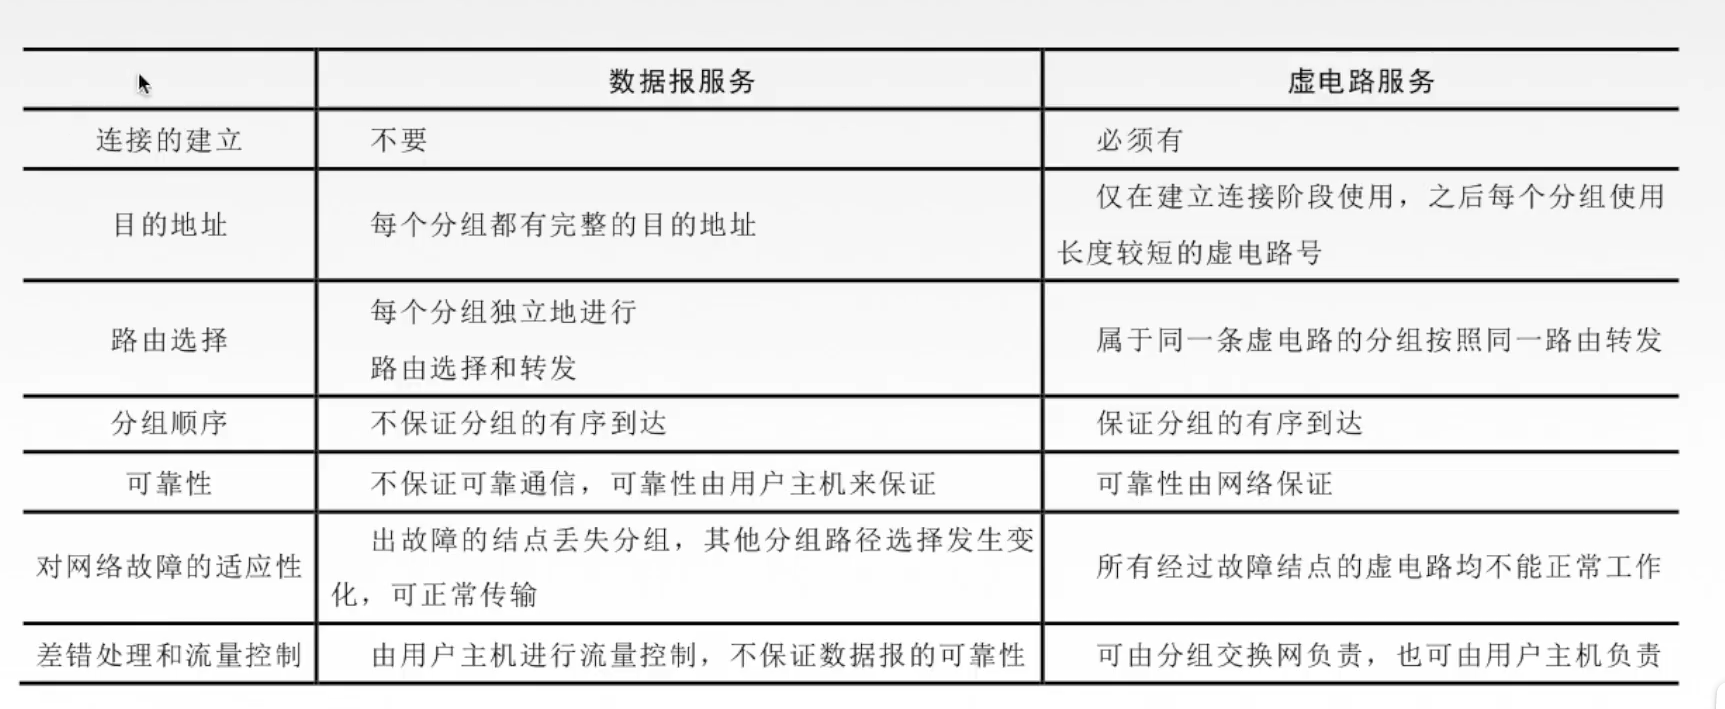 数据报服务 虚电路服务
连接的建立 不要 必须有
目的地址 每个分组都有完整的目的地址 仅在建立连接阶段使用，之后每个分组使用
长度较短的虚电路号
路由选择 每个分组独立地进行
路由选择和转发 属于同一条虚电路的分组按照同一路由转发
分组顺序 不保证分组的有序到达 保证分组的有序到达
可靠性 不保证可靠通信，可靠性由用户主机来保证 可靠性由网络保证
对网络故障的适应性 出故障的结点丢失分组，其他分组路径选择发生变
化，可正常传输 所有经过故障结点的虚电路均不能正常工作
差错处理和流量控制 由用户主机进行流量控制，不保证数据报的可靠性 可由分组交换网负责，也可由用户主机负责